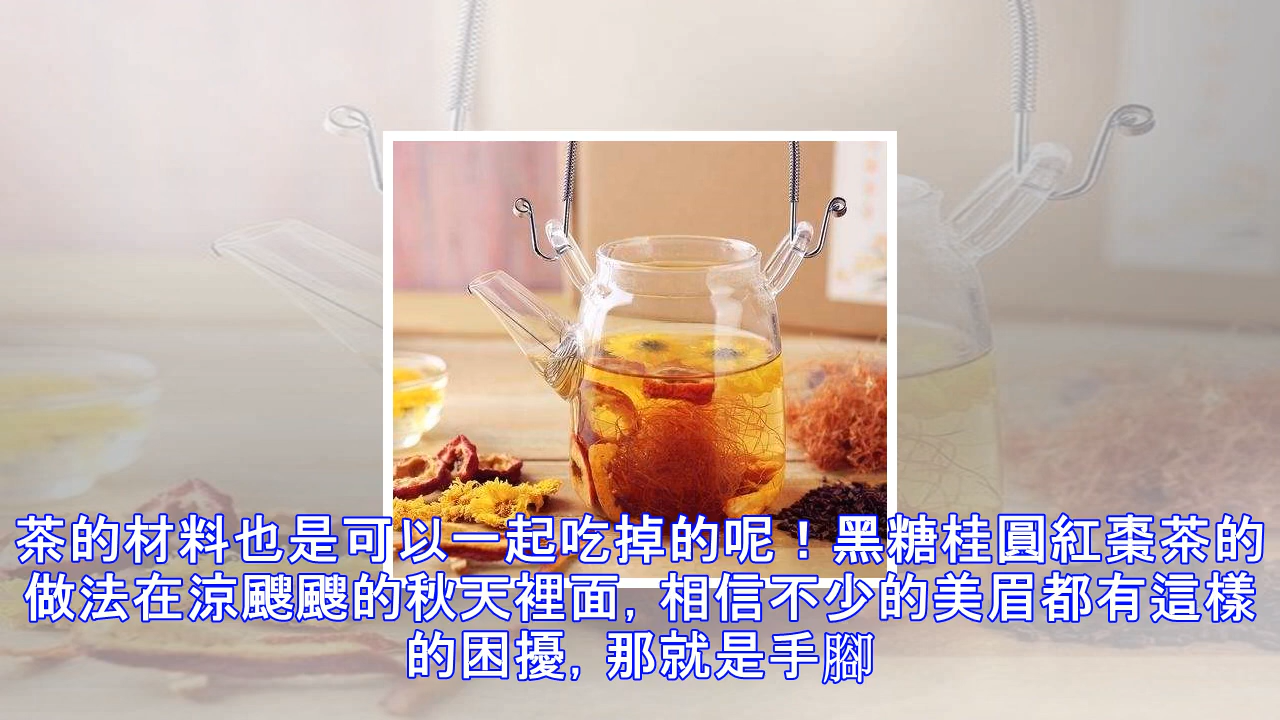 茶的材料也是可以一起吃掉的呢！黑糖桂圓紅棗茶的
做法在涼颼颼的秋天裡面, 相信不少的美眉都有這樣
的困擾, 那就是手腳